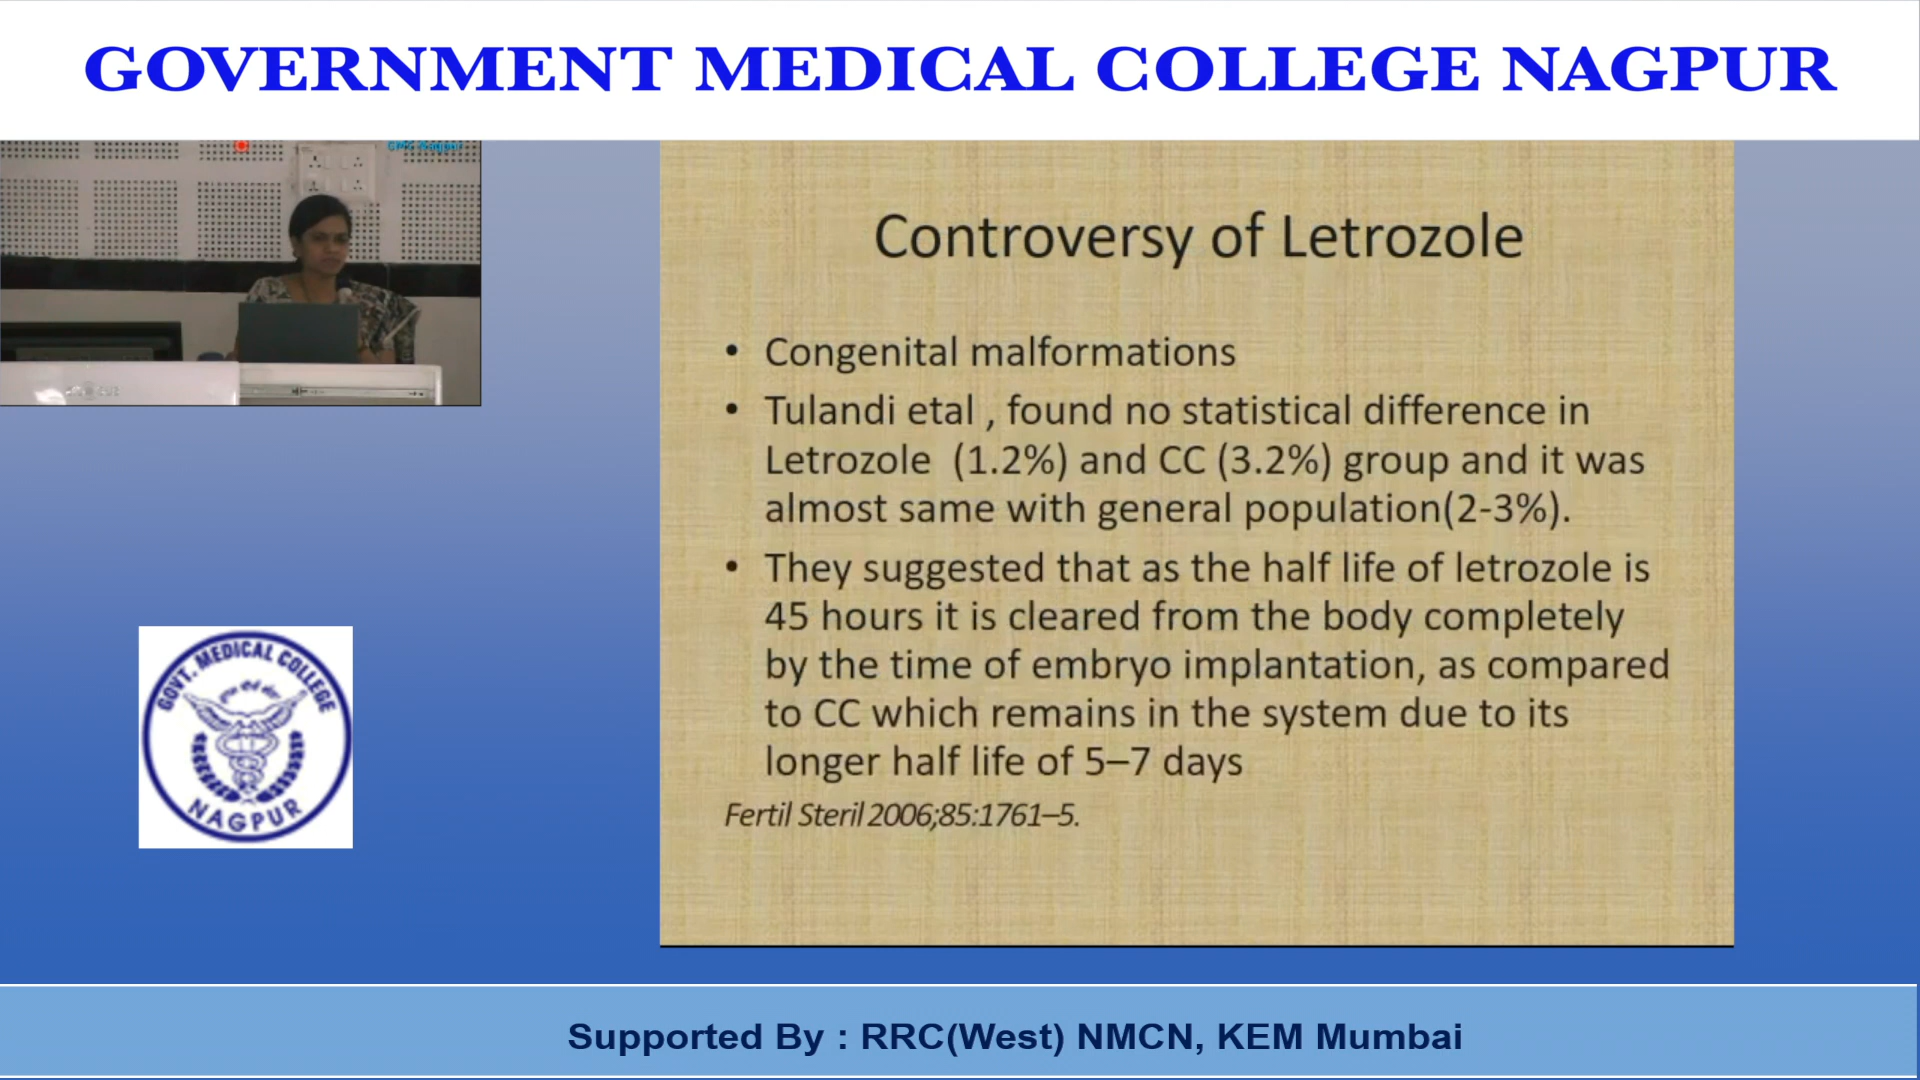 GOVERNMENT MEDICAL COLLEGE NAGPUR
GMC Nagpur
Controversy of Letrozole
• Congenital malformations
• Tulandi etal , found no statistical difference in
Letrozole (1.2%) and CC (3.2%) group and it was
almost same with general population(2-3%).
• They suggested that as the half life of letrozole is
45 hours it is cleared from the body completely
by the time of embryo implantation, as compared
to CC which remains in the system due to its
longer half life of 5–7 days
Fertil Steril 2006;85:1761–5.
GOVT. MEDICAL COLLEGE
NAGPUR
Supported By : RRC(West) NMCN, KEM Mumbai